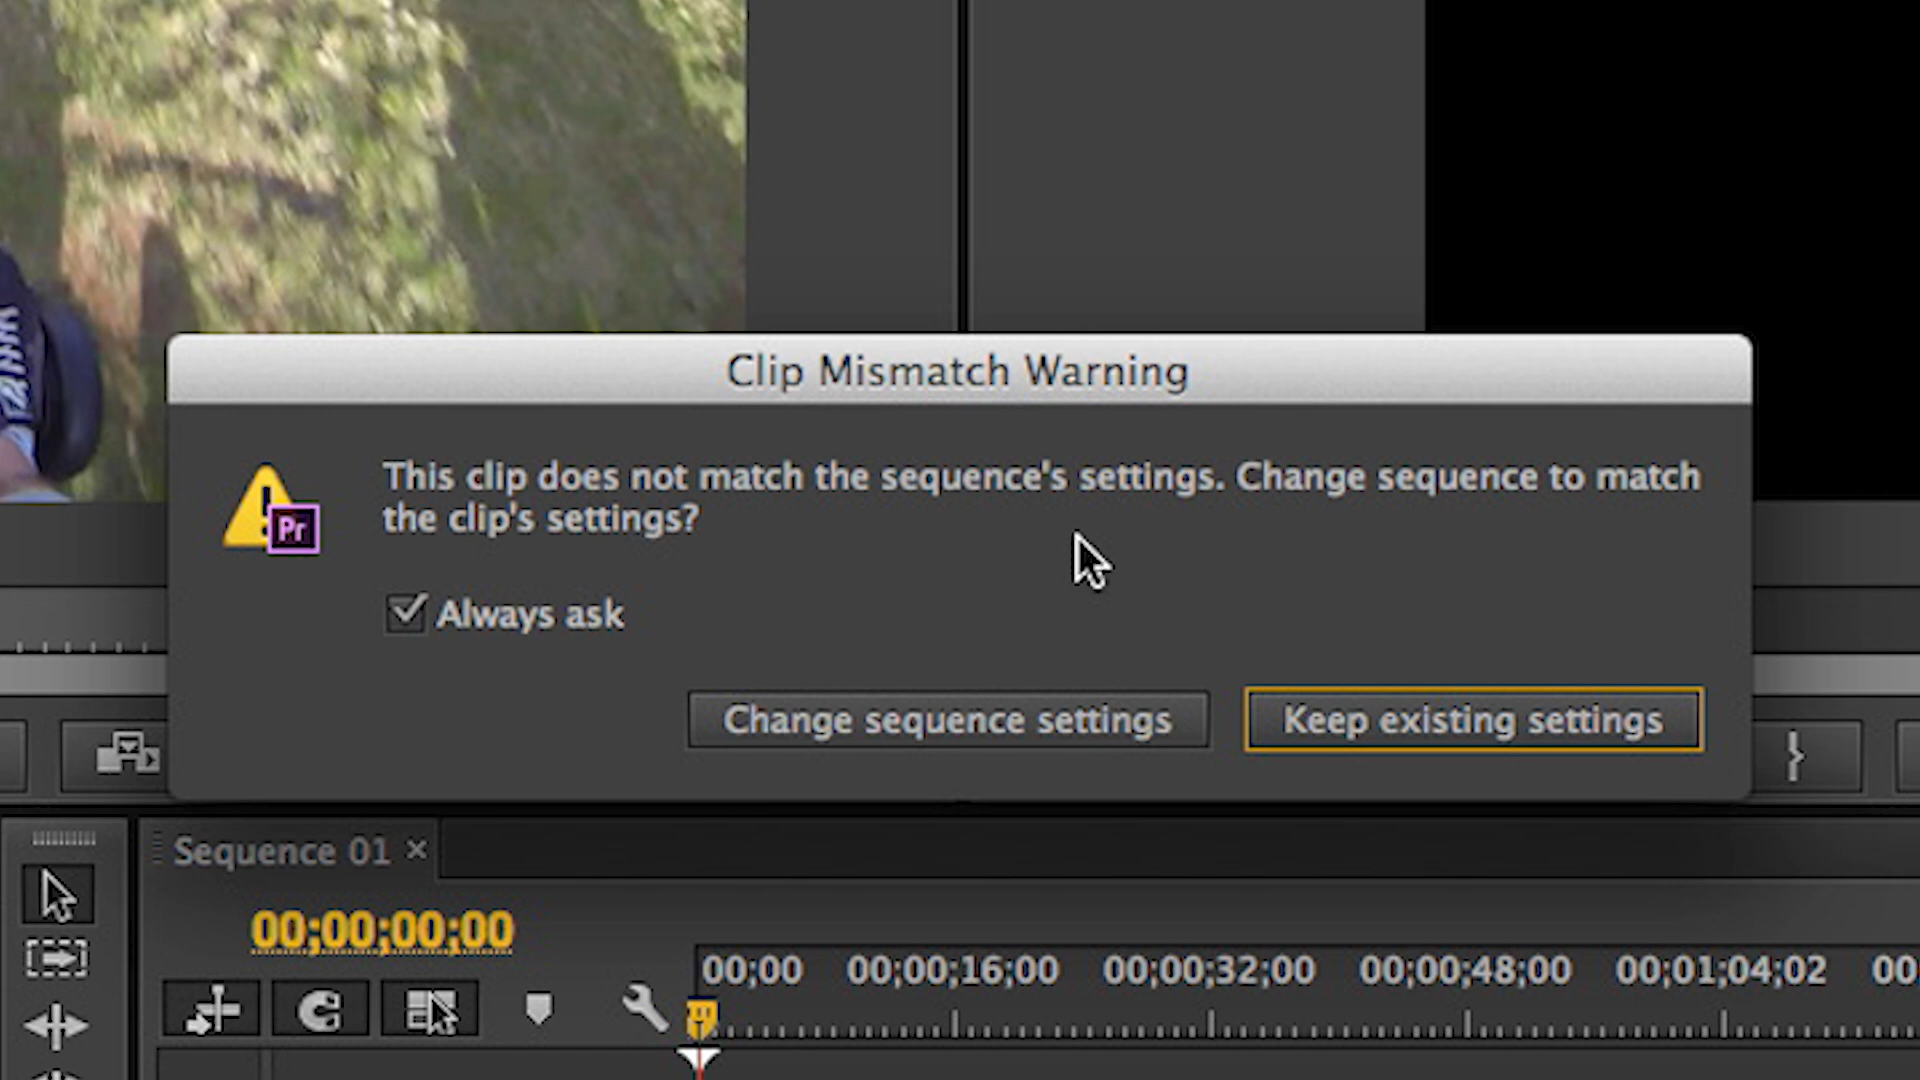 Clip Mismatch Warning
This clip does not match the sequence's settings. Change sequence to match
the clip's settings?
Pr
Always ask
Change sequence settings
Keep existing settings
Sequence 01
00;00;00;00
00;00 00;00;16;00 00;00;32;00 00;00;48;00 00;01;04;02 00